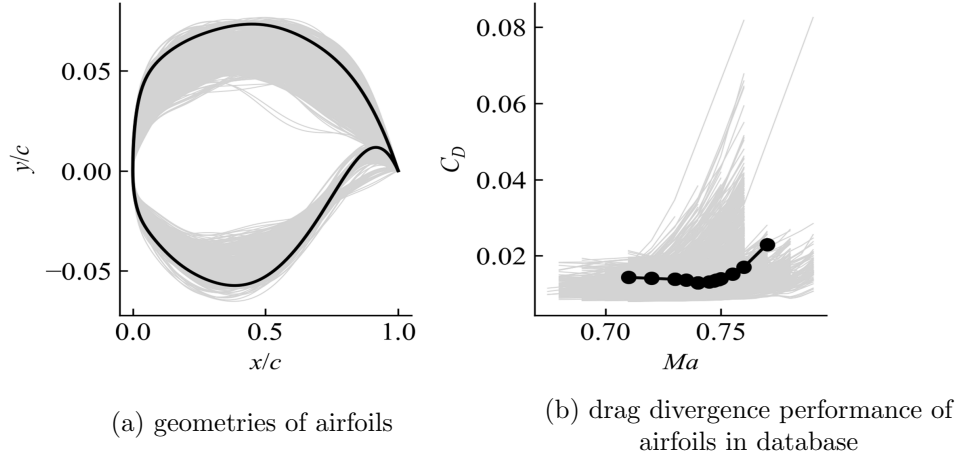 0.05
0.00
−0.05
y/c
0.0
0.5
1.0
x/c
(a) geometries of airfoils
0.08
0.06
0.04
0.02
C_D
0.70
0.75
Ma
(b) drag divergence performance of
airfoils in database